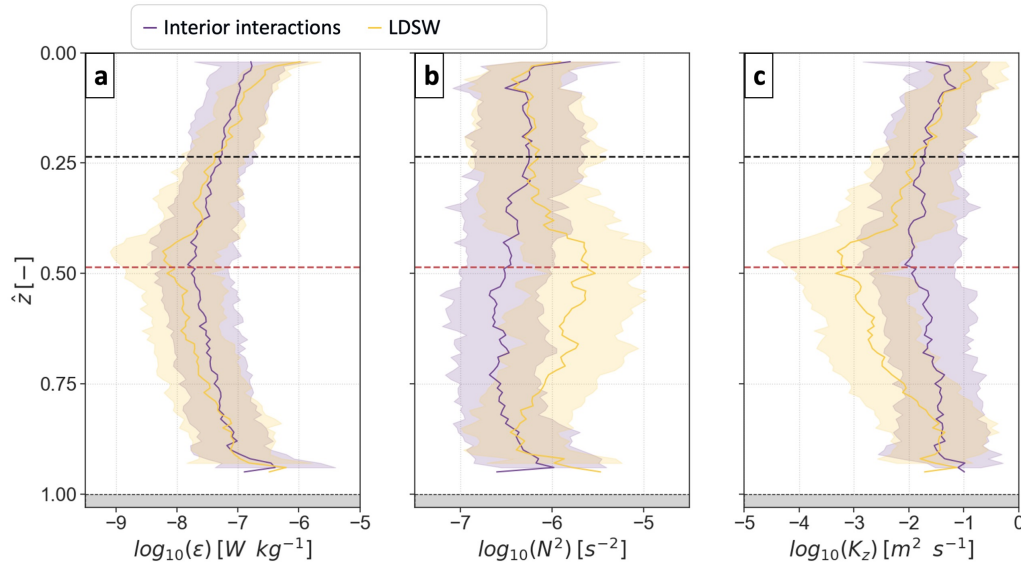 Interior interactions LDSW
a b c
0.00
0.25
0.50
0.75
1.00
ẑ [—]
−9 −8 −7 −6 −5 −7 −6 −5 −5 −4 −3 −2 −1 0
log₁₀(ε) [W kg⁻¹] log₁₀(N²) [s⁻²] log₁₀(K_z) [m² s⁻¹]